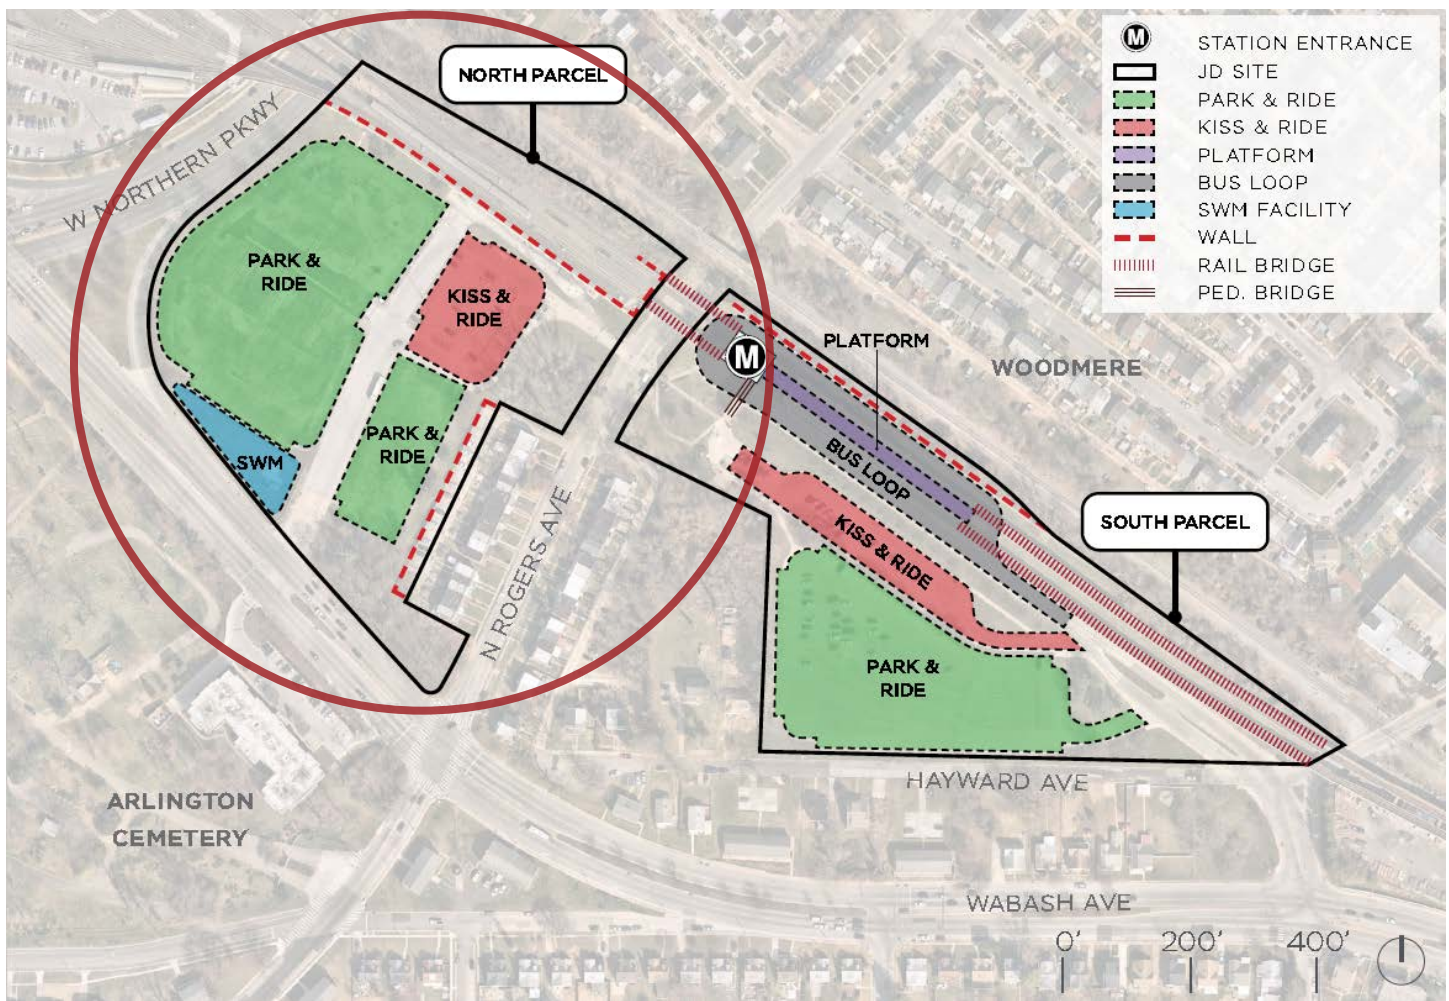 NORTH PARCEL
W NORTHERN PKWY
PARK &
RIDE
KISS &
RIDE
PARK &
RIDE
SWM
N ROGERS AVE
M
PLATFORM
WOODMERE
BUS LOOP
KISS & RIDE
SOUTH PARCEL
PARK &
RIDE
HAYWARD AVE
ARLINGTON
CEMETERY
WABASH AVE
0' 200' 400'
M STATION ENTRANCE
JD SITE
PARK & RIDE
KISS & RIDE
PLATFORM
BUS LOOP
SWM FACILITY
WALL
RAIL BRIDGE
PED. BRIDGE